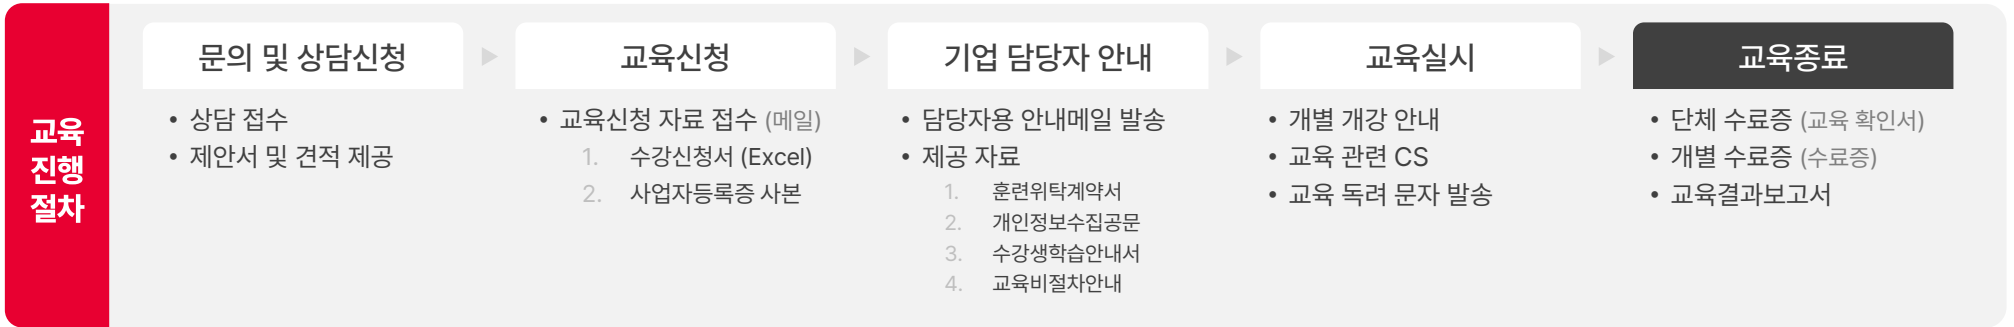 교육
진행
절차
문의 및 상담신청
• 상담 접수
• 제안서 및 견적 제공
교육신청
• 교육신청 자료 접수 (메일)
1. 수강신청서 (Excel)
2. 사업자등록증 사본
기업 담당자 안내
• 담당자용 안내메일 발송
• 제공 자료
1. 훈련위탁계약서
2. 개인정보수집공문
3. 수강생학습안내서
4. 교육비절차안내
교육실시
• 개별 개강 안내
• 교육 관련 CS
• 교육 독려 문자 발송
교육종료
• 단체 수료증 (교육 확인서)
• 개별 수료증 (수료증)
• 교육결과보고서